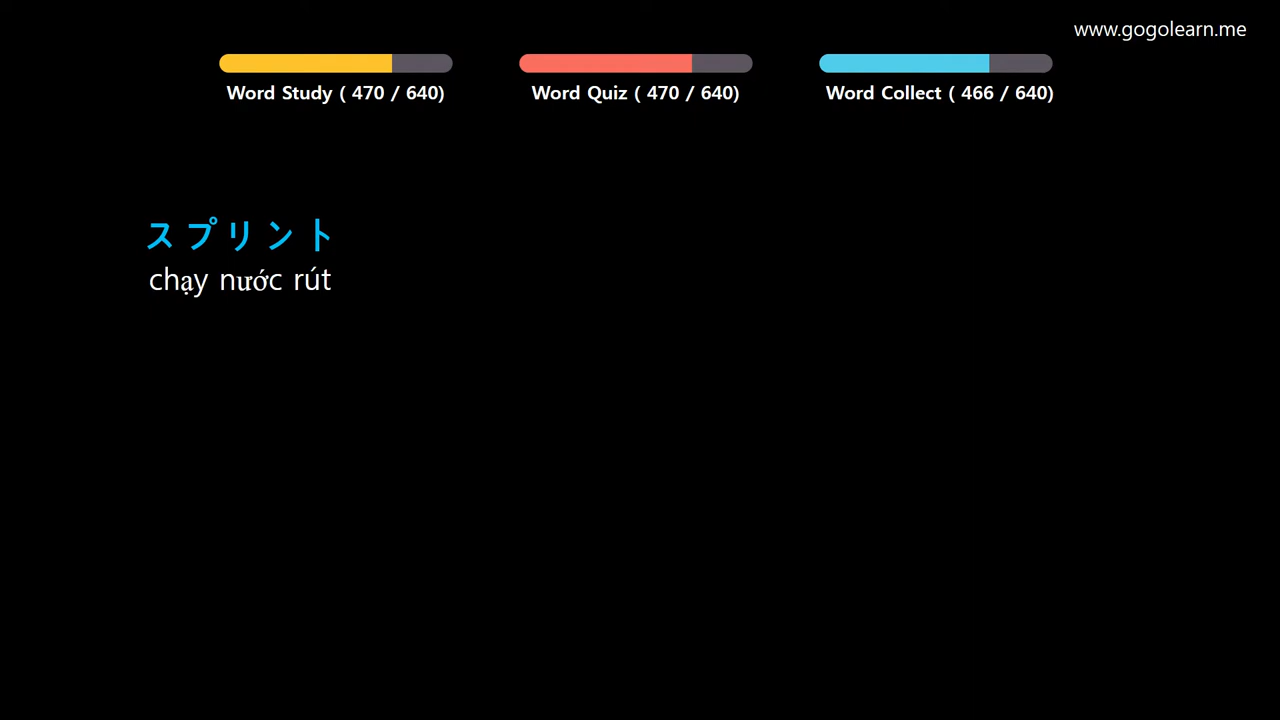 www.gogolearn.me
Word Study ( 470 / 640)
Word Quiz ( 470 / 640)
Word Collect ( 466 / 640)
スプリント
chạy nước rút